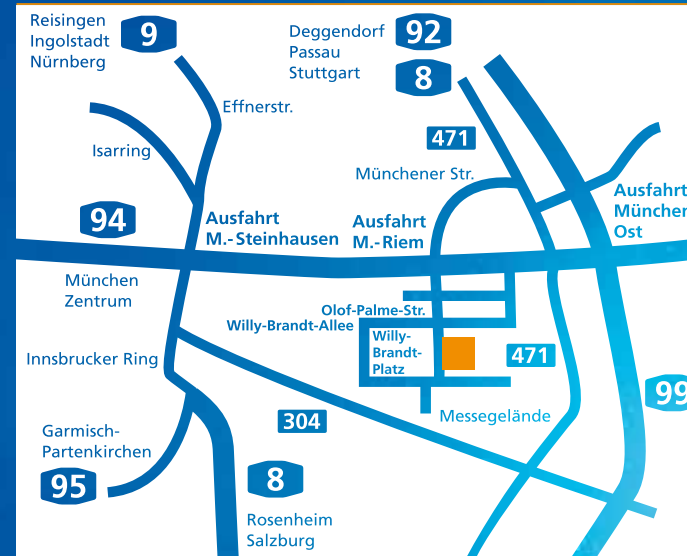 Reisingen
Ingolstadt
Nürnberg
9
Deggendorf
Passau
Stuttgart
92
8
Effnerstr.
Isarring
471
Münchener Str.
94
Ausfahrt
M.-Steinhausen
Ausfahrt
M.-Riem
Ausfahrt
München
Ost
München
Zentrum
Olof-Palme-Str.
Willy-Brandt-Allee
Willy-
Brandt-
Platz
Innsbrucker Ring
471
99
304
Messegelände
Garmisch-
Partenkirchen
95
8
Rosenheim
Salzburg